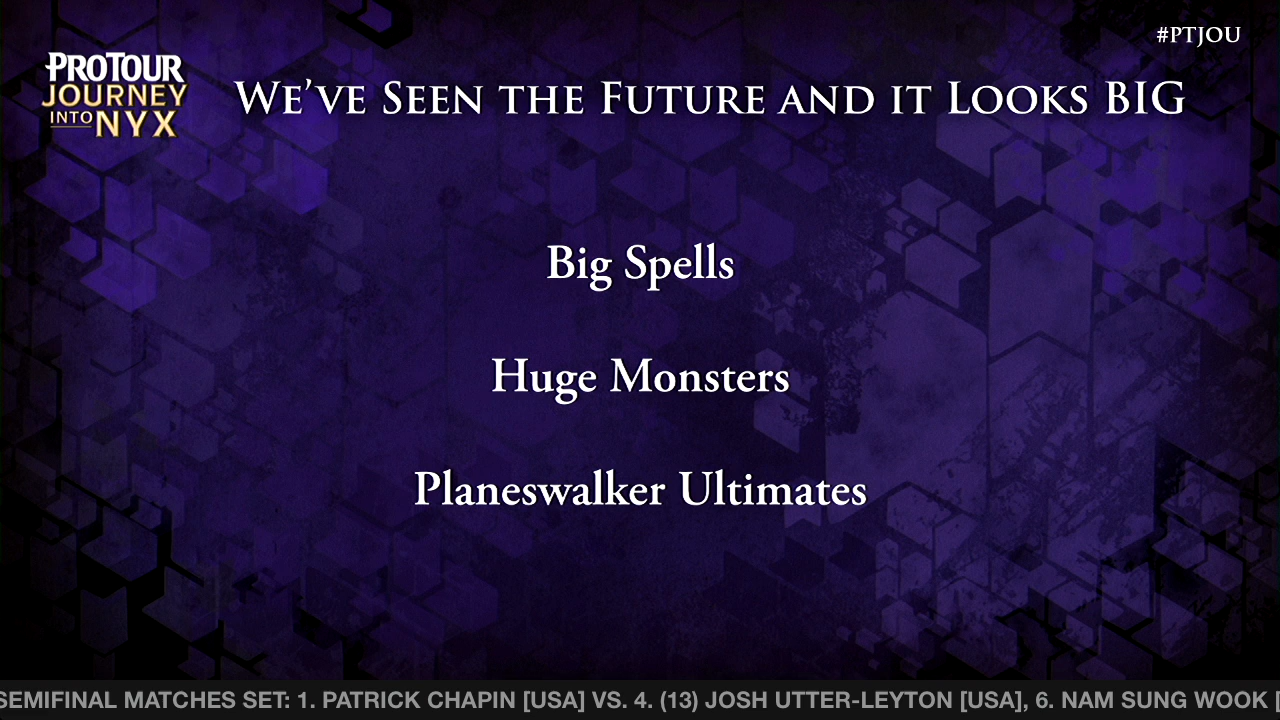 #PTJOU
PROTOUR
JOURNEY
INTO NYX
We've Seen the Future and it Looks BIG
Big Spells
Huge Monsters
Planeswalker Ultimates
SEMIFINAL MATCHES SET: 1. PATRICK CHAPIN [USA] VS. 4. (13) JOSH UTTER-LEYTON [USA], 6. NAM SUNG WOOK [